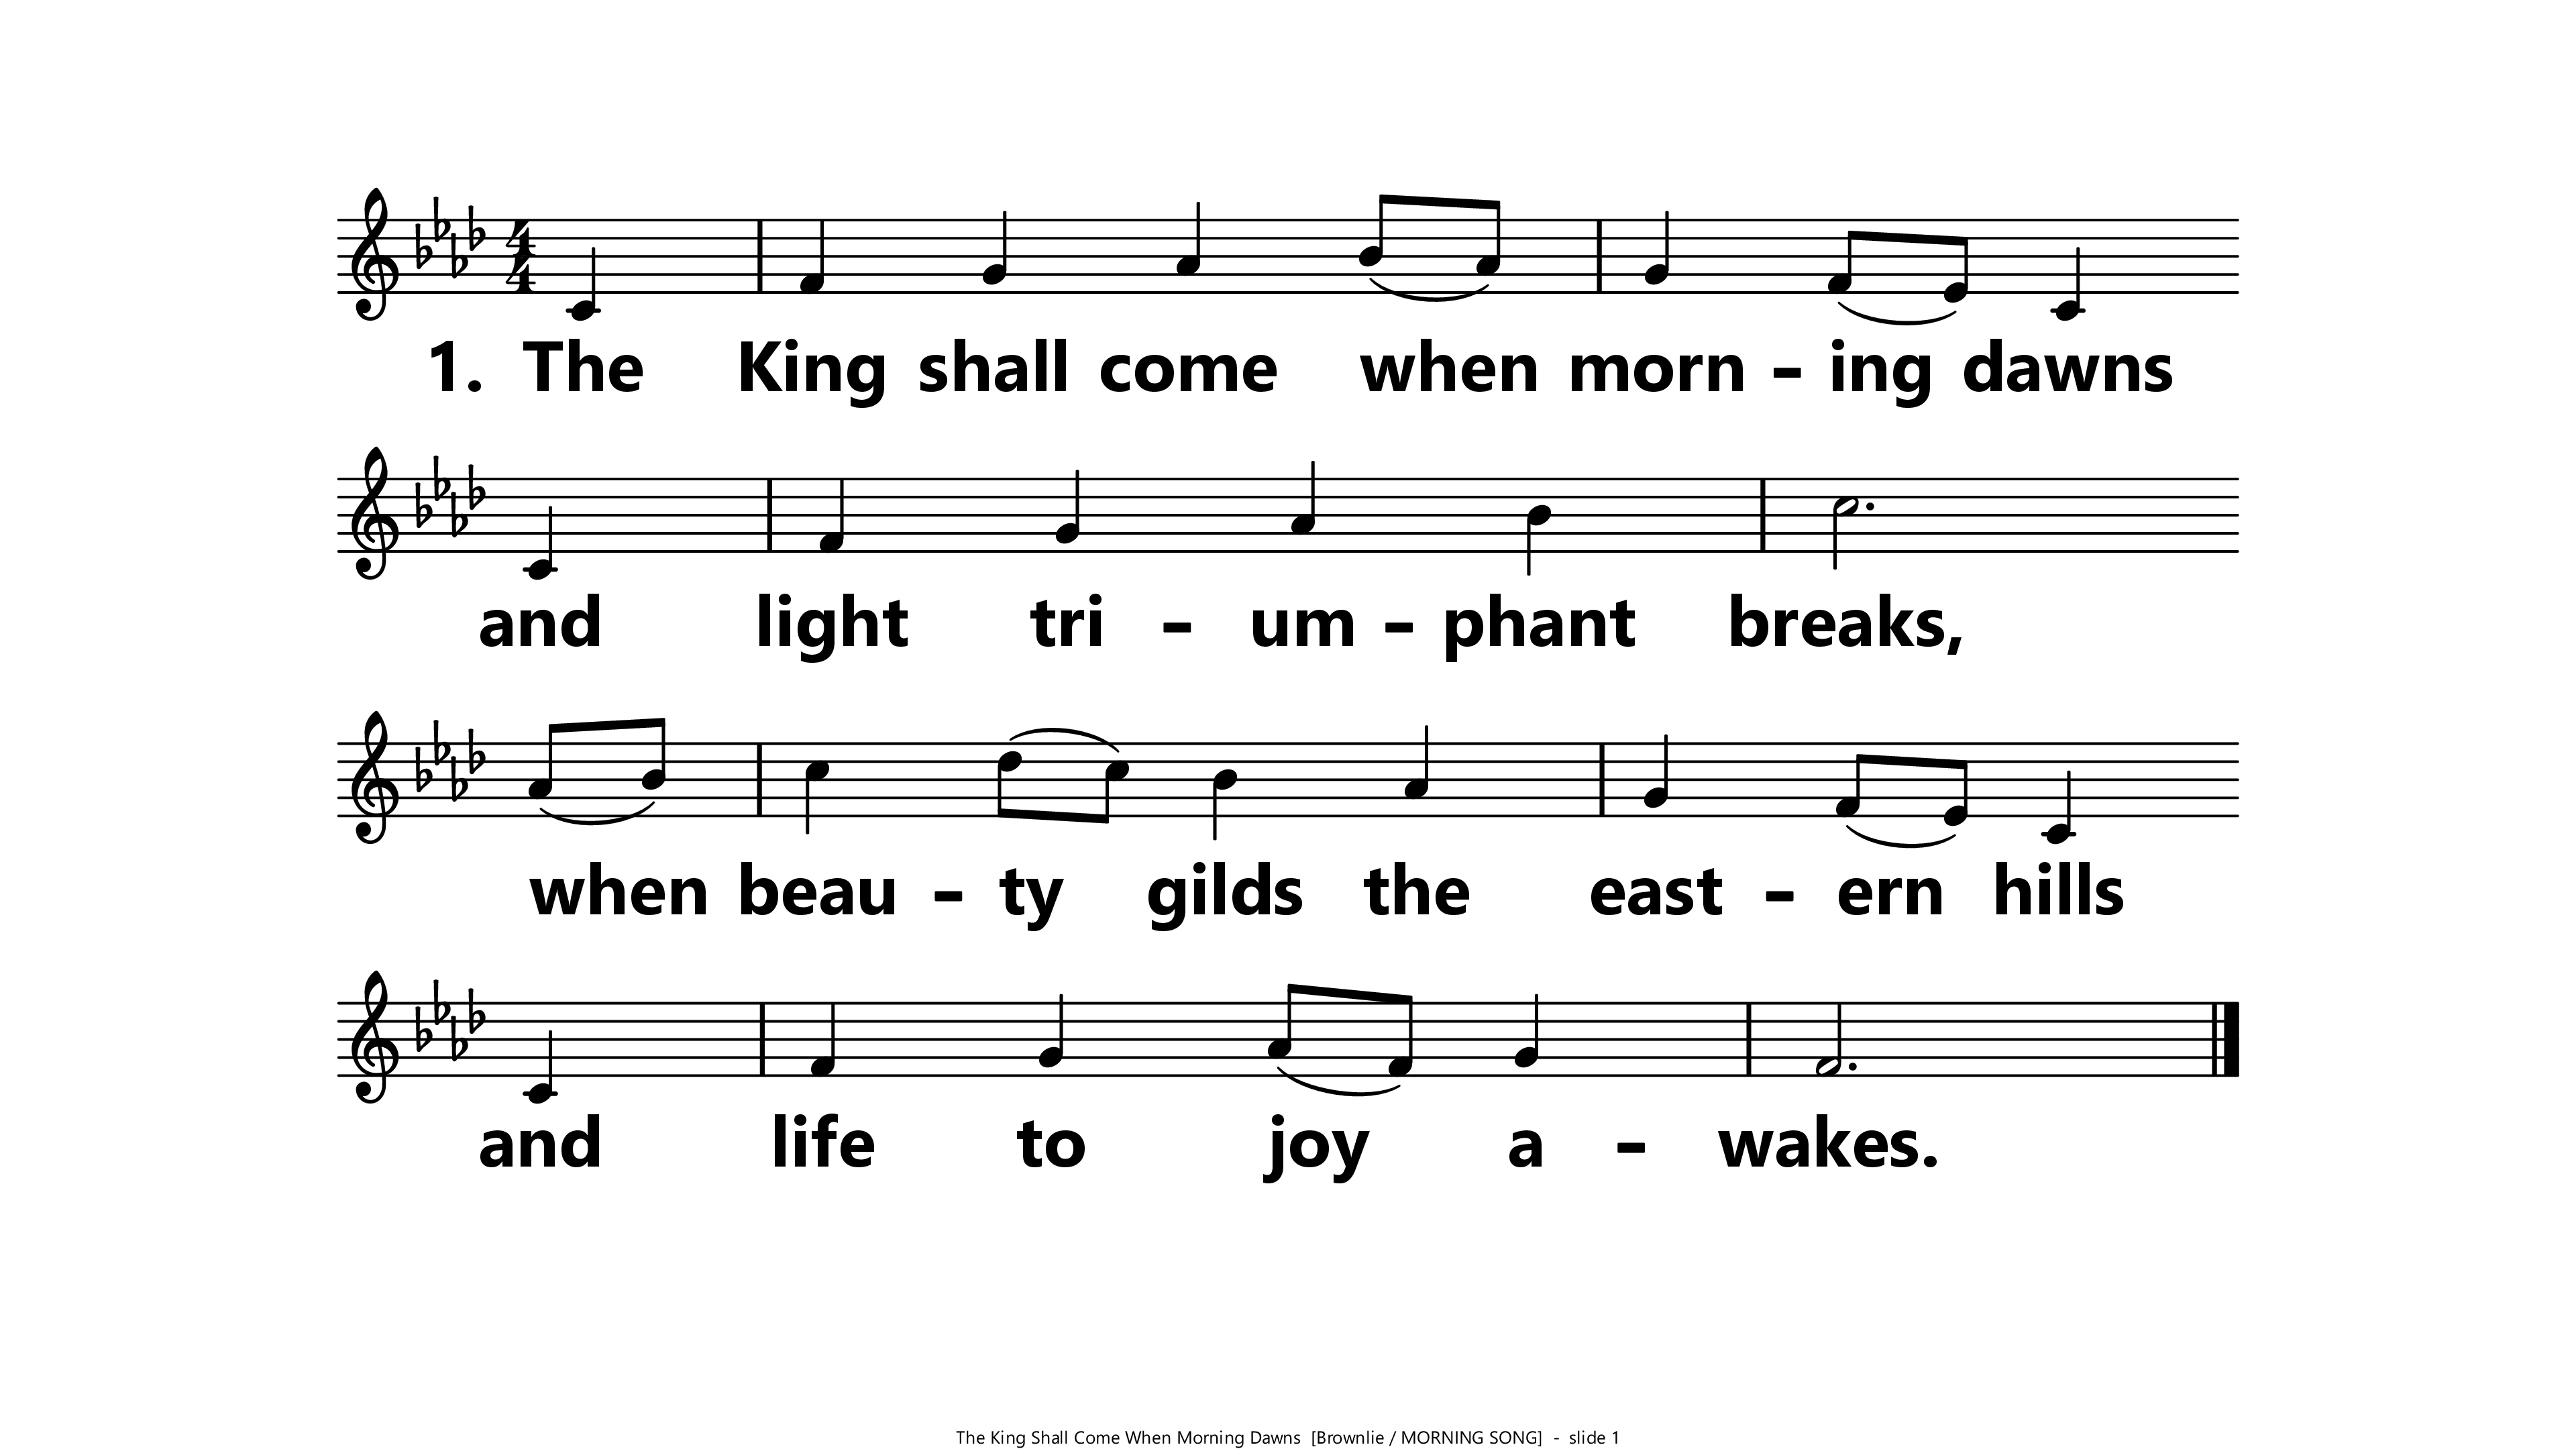 1. The King shall come when morn - ing dawns
and light tri - um - phant breaks,
when beau - ty gilds the east - ern hills
and life to joy a - wakes.
The King Shall Come When Morning Dawns [Brownlie / MORNING SONG] - slide 1